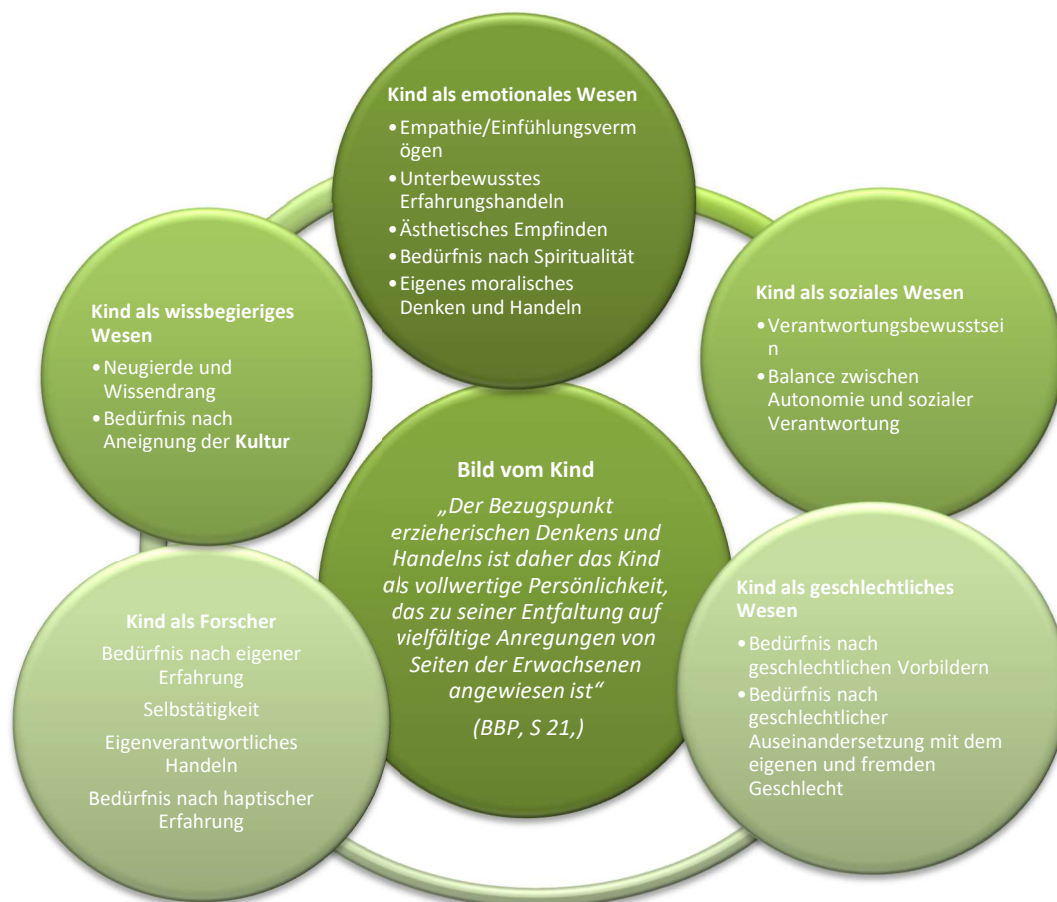 Kind als emotionales Wesen
•Empathie/Einfühlungsverm
ögen
•Unterbewusstes
Erfahrungshandeln
•Ästhetisches Empfinden
•Bedürfnis nach Spiritualität
•Eigenes moralisches
Denken und Handeln
Kind als soziales Wesen
•Verantwortungsbewusstsei
n
•Balance zwischen
Autonomie und sozialer
Verantwortung
Kind als geschlechtliches
Wesen
•Bedürfnis nach
geschlechtlichen Vorbildern
•Bedürfnis nach
geschlechtlicher
Auseinandersetzung mit dem
eigenen und fremden
Geschlecht
Kind als Forscher
Bedürfnis nach eigener
Erfahrung
Selbstätigkeit
Eigenverantwortliches
Handeln
Bedürfnis nach haptischer
Erfahrung
Kind als wissbegieriges
Wesen
•Neugierde und
Wissendrang
•Bedürfnis nach
Aneignung der Kultur
Bild vom Kind
„Der Bezugspunkt
erzieherischen Denkens und
Handelns ist daher das Kind
als vollwertige Persönlichkeit,
das zu seiner Entfaltung auf
vielfältige Anregungen von
Seiten der Erwachsenen
angewiesen ist“
(BBP, S 21,)